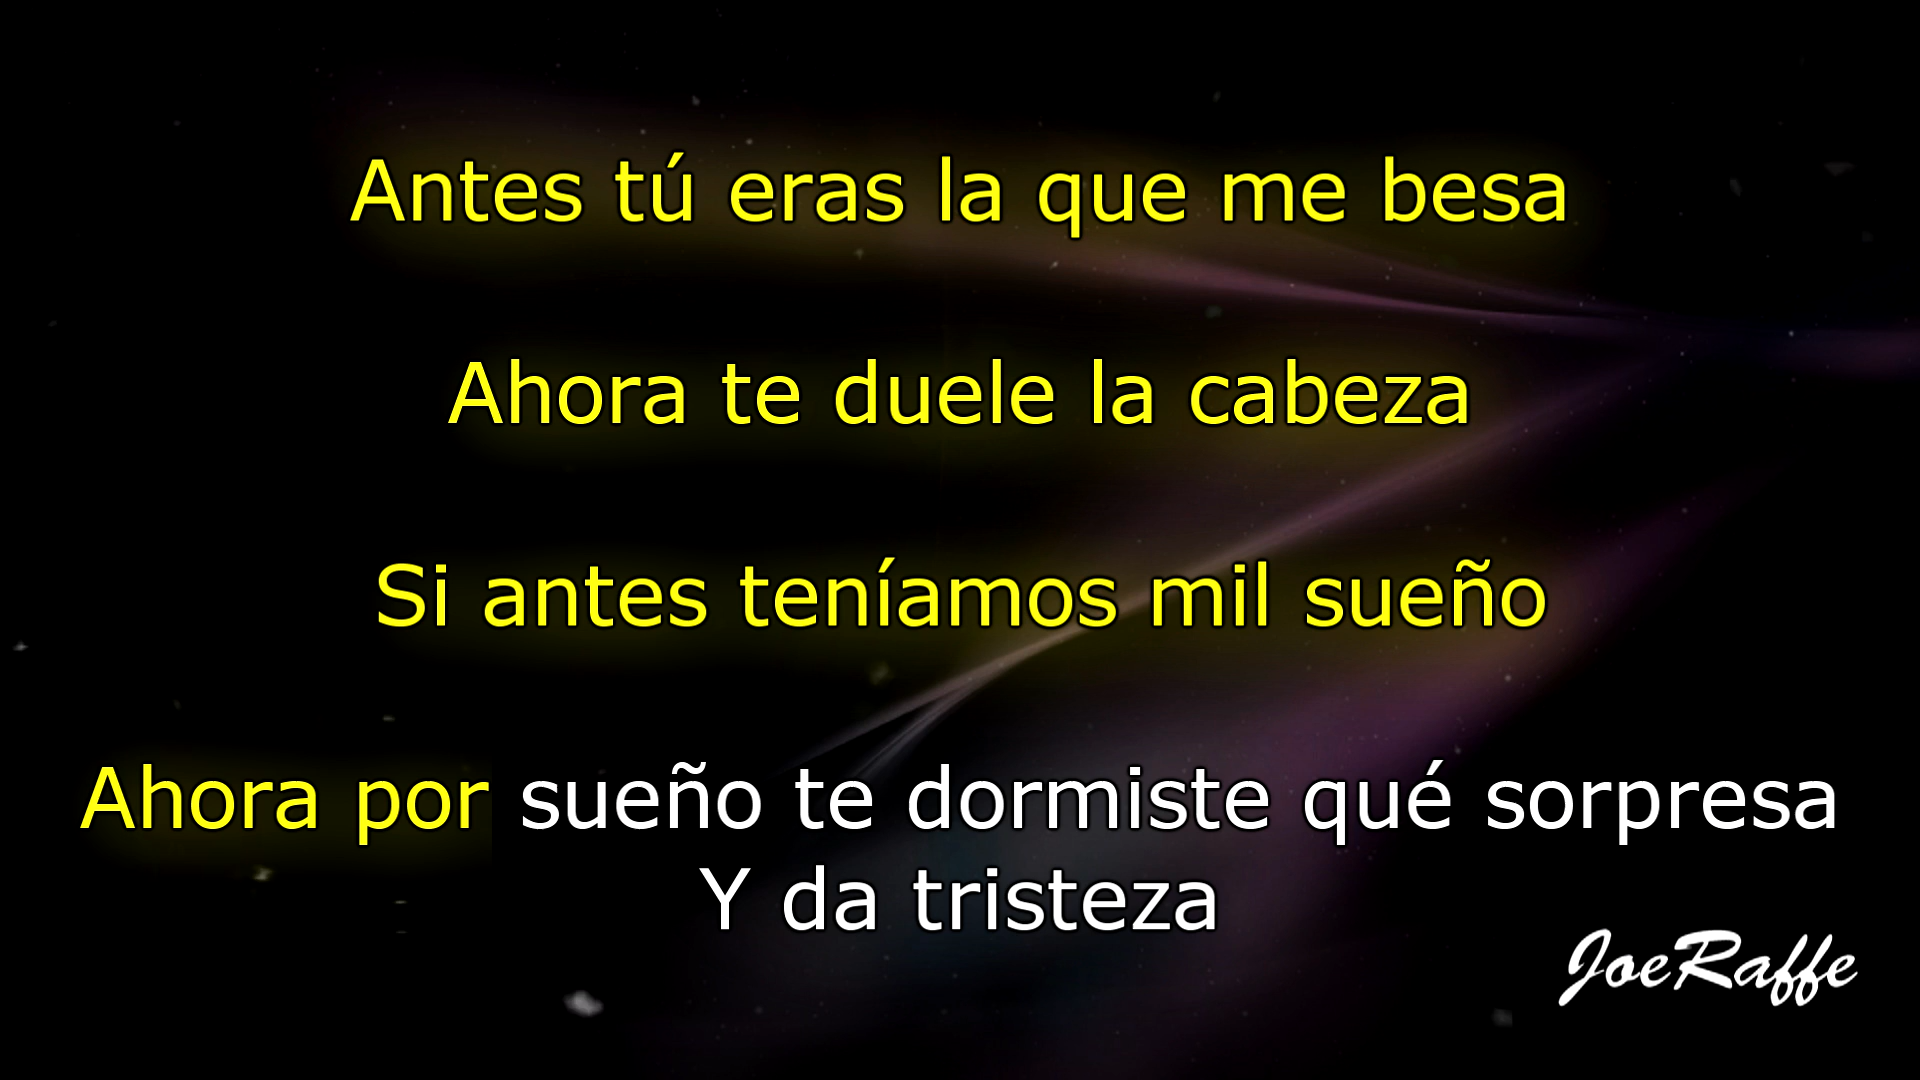 Antes tú eras la que me besa
Ahora te duele la cabeza
Si antes teníamos mil sueño
Ahora por sueño te dormiste qué sorpresa
Y da tristeza
JoeRaffe